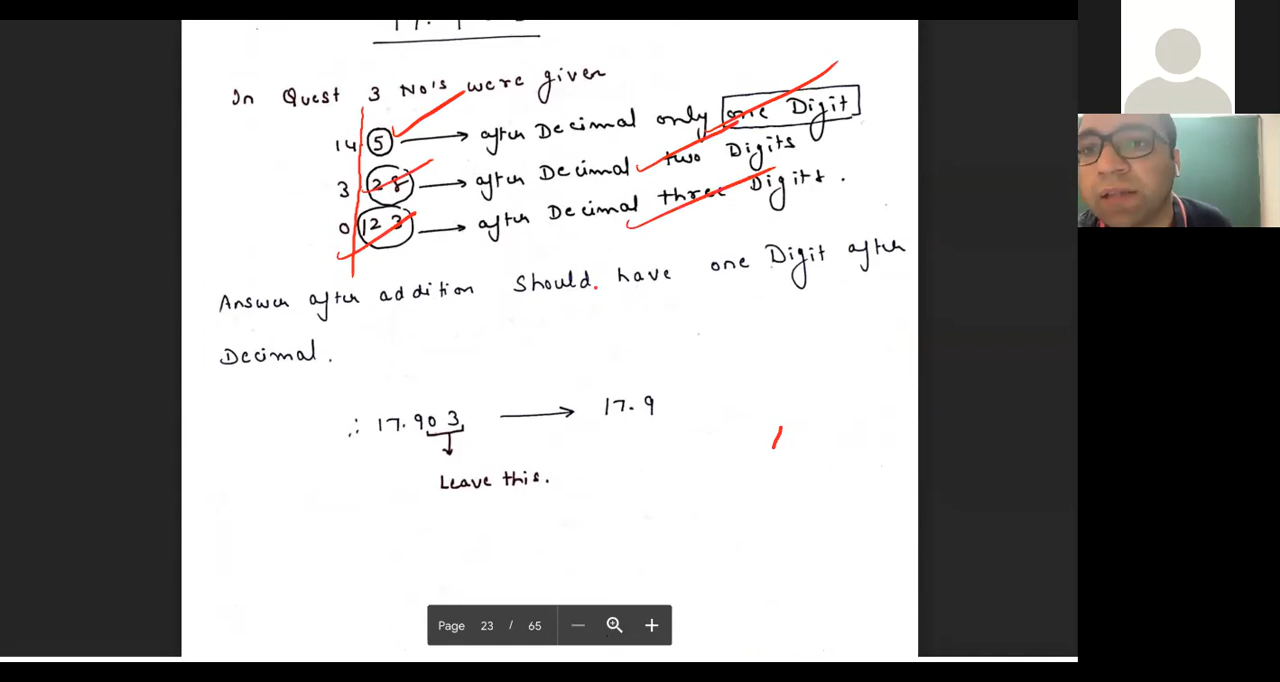 In Quest 3 No's were given
14 5 → after Decimal only one Digit
3 28 → after Decimal two Digits
0 123 → after Decimal three Digits.
Answer after addition should have one Digit after
Decimal.
∴ 17.903 → 17.9
Leave this.
Page 23 / 65